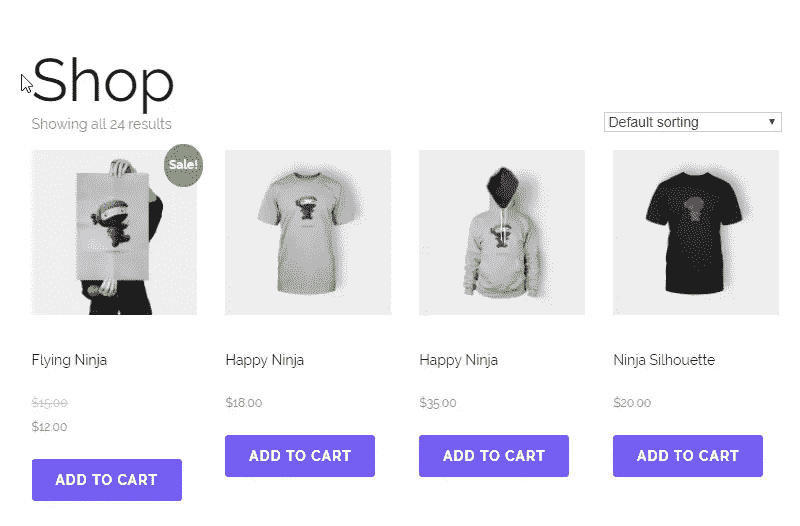 Shop
Showing all 24 results
Default sorting
Sale!
Flying Ninja
$15.00
$12.00
ADD TO CART
Happy Ninja
$18.00
ADD TO CART
Happy Ninja
$35.00
ADD TO CART
Ninja Silhouette
$20.00
ADD TO CART